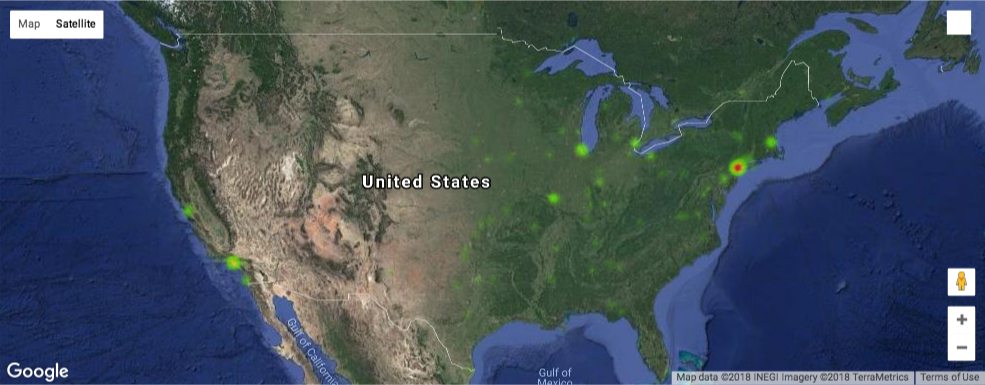 Map Satellite
United States
Gulf of California
Gulf of
Mexico
+
−
Google
Map data ©2018 INEGI Imagery ©2018 TerraMetrics Terms of Use